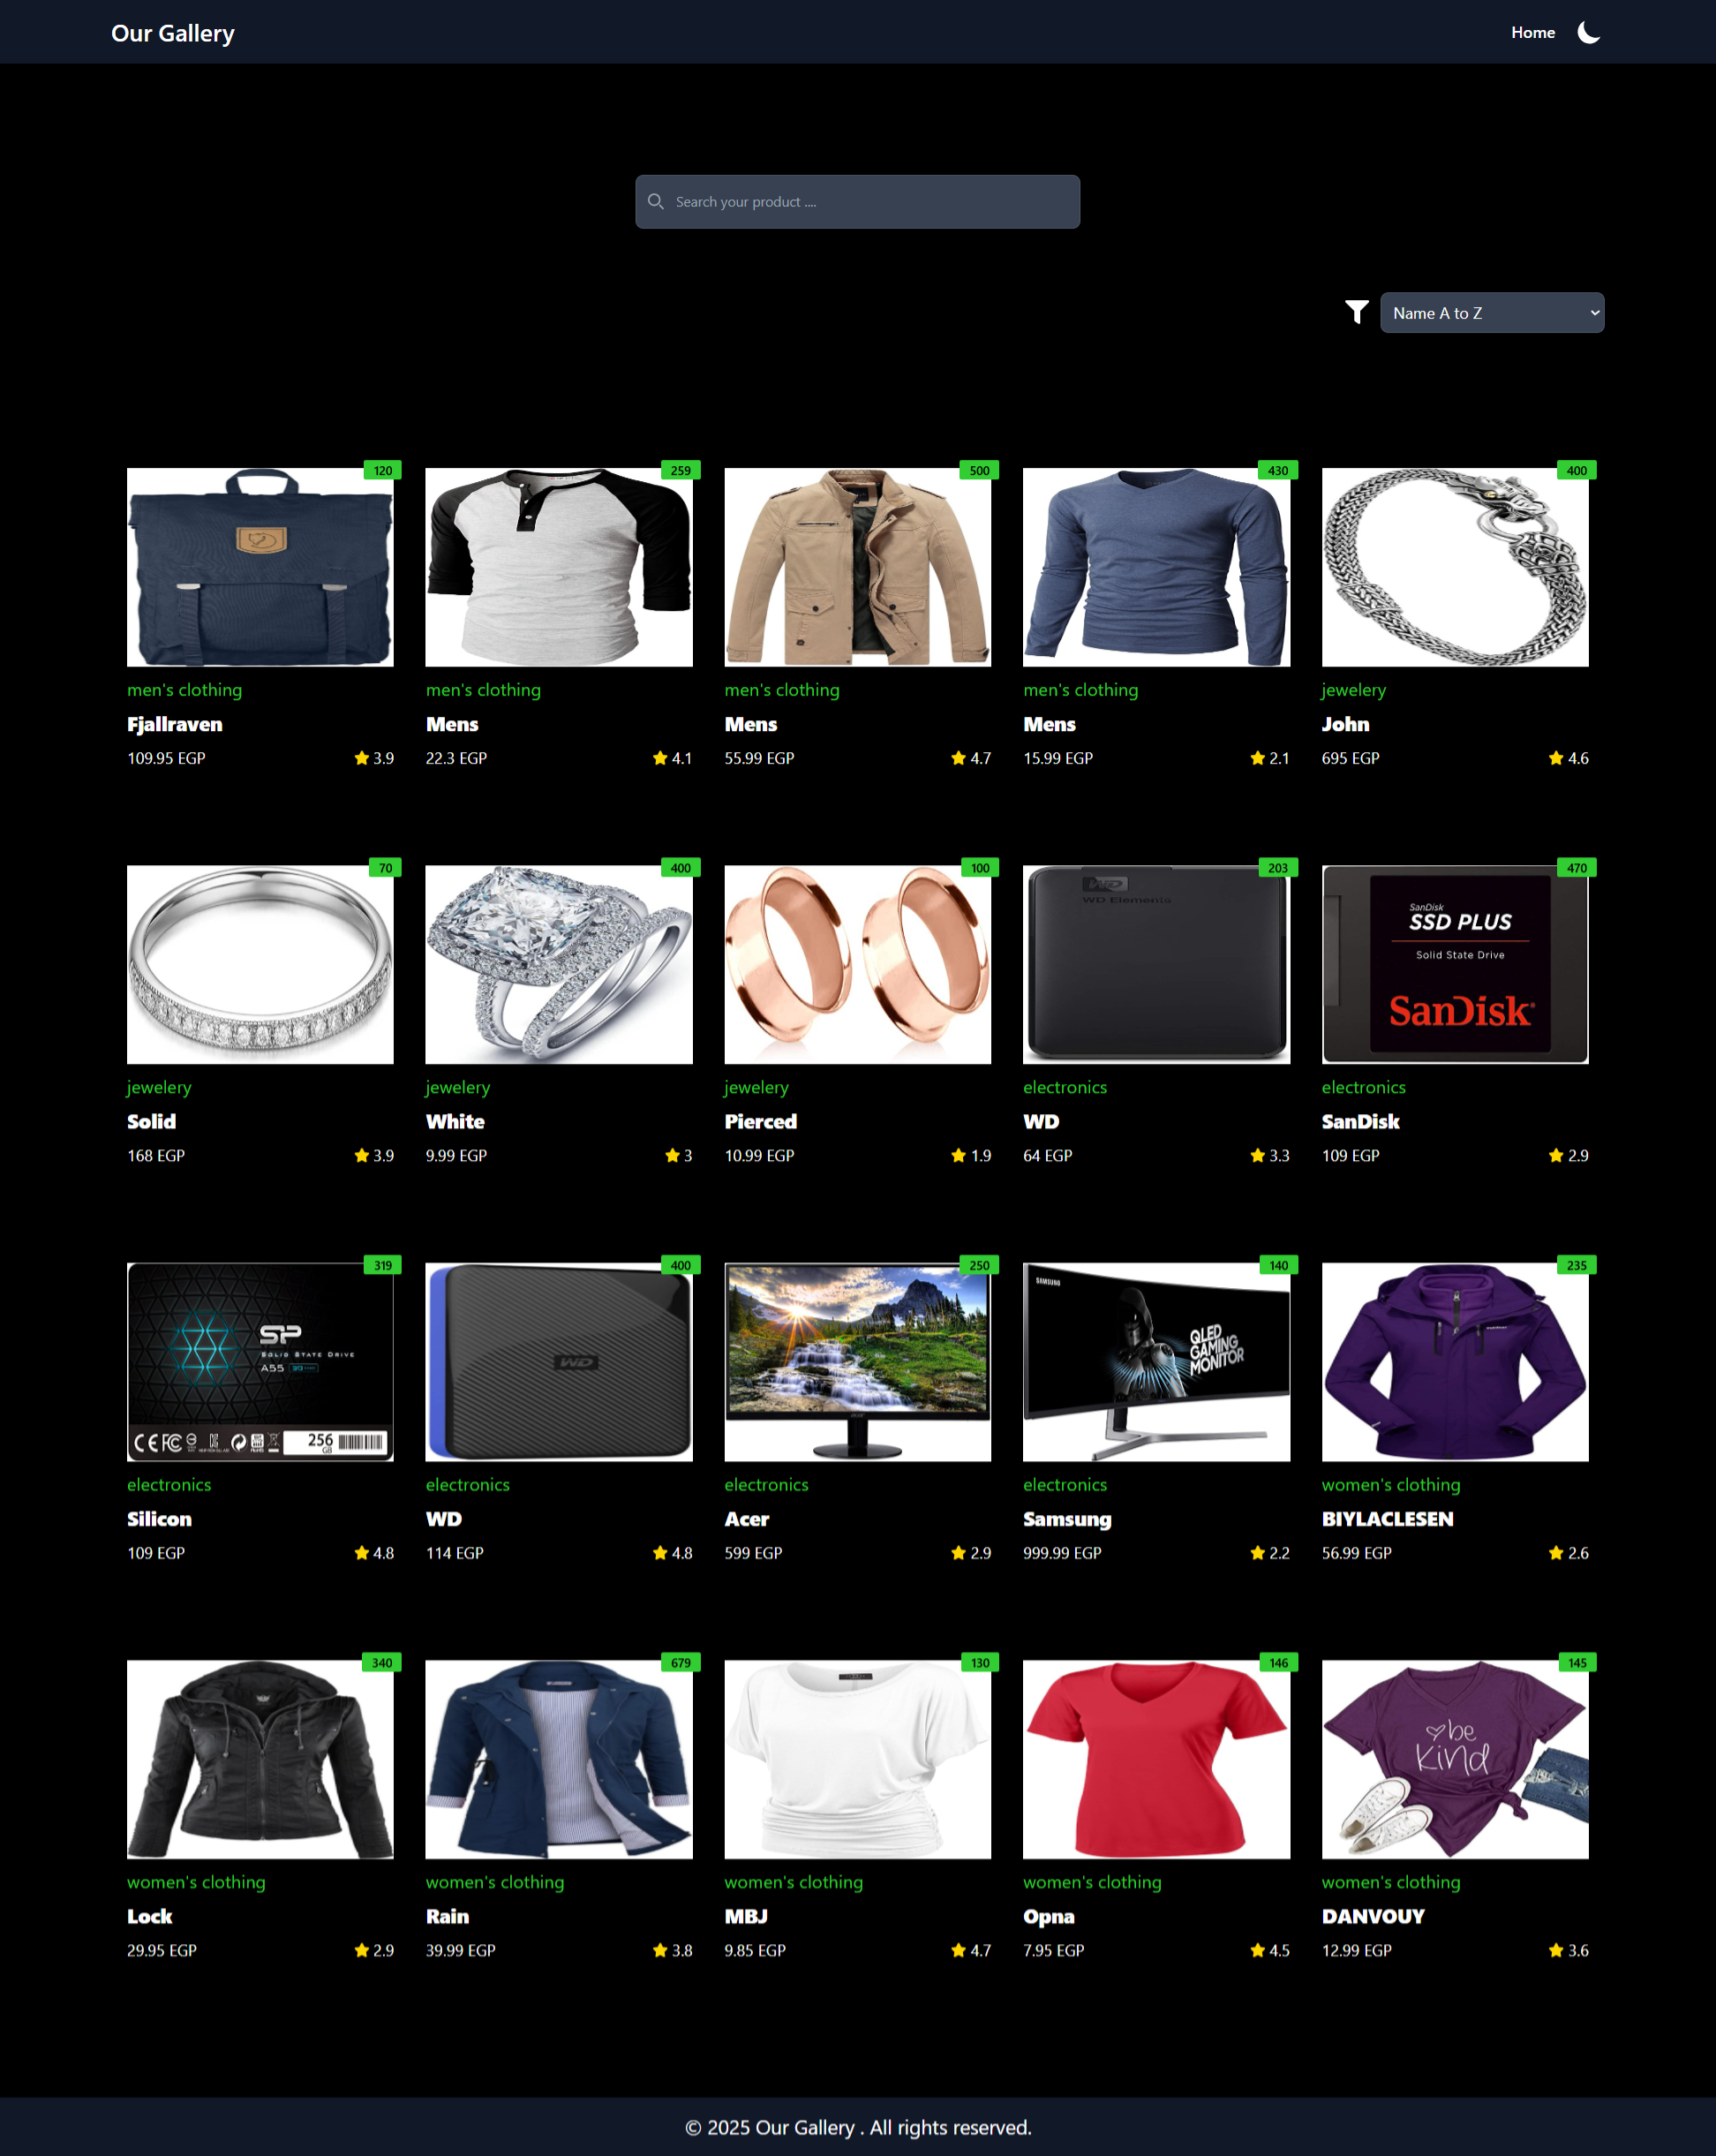 Our Gallery
Home
Search your product ....
Name A to Z
120
259
500
430
400
men's clothing
men's clothing
men's clothing
men's clothing
jewelery
Fjallraven
Mens
Mens
Mens
John
109.95 EGP
3.9
22.3 EGP
4.1
55.99 EGP
4.7
15.99 EGP
2.1
695 EGP
4.6
70
400
100
203
470
WD
WD Elements
SanDisk
SSD PLUS
Solid State Drive
SanDisk
jewelery
jewelery
jewelery
electronics
electronics
Solid
White
Pierced
WD
SanDisk
168 EGP
3.9
9.99 EGP
3
10.99 EGP
1.9
64 EGP
3.3
109 EGP
2.9
319
400
250
140
235
SP
SOLID STATE DRIVE
A55
256
GB
WD
acer
SAMSUNG
QLED
GAMING
MONITOR
electronics
electronics
electronics
electronics
women's clothing
Silicon
WD
Acer
Samsung
BIYLACLESEN
109 EGP
4.8
114 EGP
4.8
599 EGP
2.9
999.99 EGP
2.2
56.99 EGP
2.6
340
679
130
146
145
be
kind
women's clothing
women's clothing
women's clothing
women's clothing
women's clothing
Lock
Rain
MBJ
Opna
DANVOUY
29.95 EGP
2.9
39.99 EGP
3.8
9.85 EGP
4.7
7.95 EGP
4.5
12.99 EGP
3.6
© 2025 Our Gallery . All rights reserved.